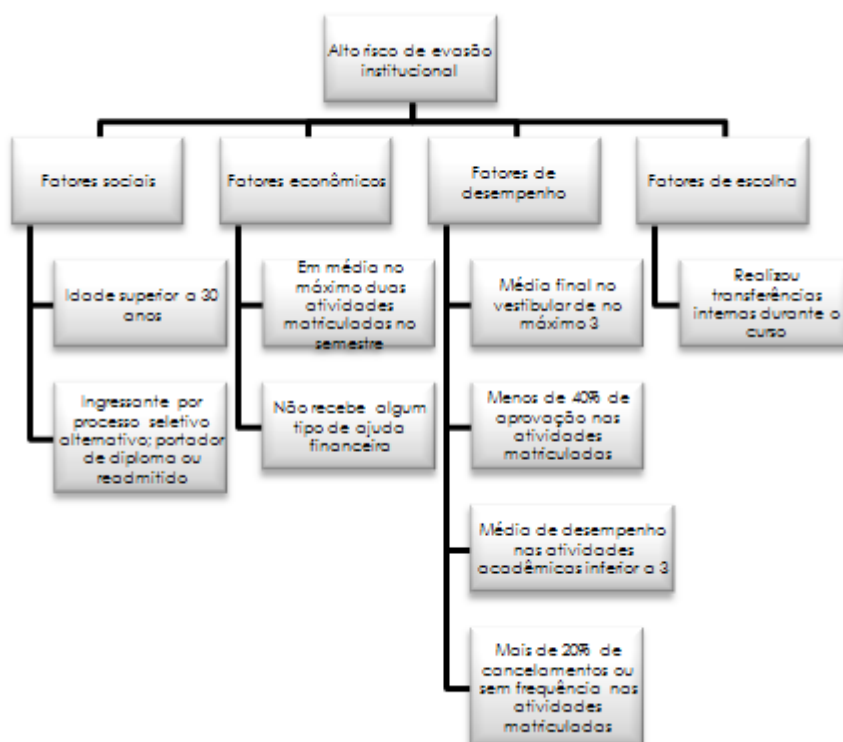 Alto risco de evasão
institucional
Fatores sociais
Fatores econômicos
Fatores de
desempenho
Fatores de escolha
Idade superior a 30
anos
Ingressante por
processo seletivo
alternativo; portador
de diploma ou
readmitido
Em média no
máximo duas
atividades
matriculadas no
semestre
Não recebe algum
tipo de ajuda
financeira
Média final no
vestibular de no
máximo 3
Menos de 40% de
aprovação nas
atividades
matriculadas
Média de desempenho
nas atividades
acadêmicas inferior a 3
Mais de 20% de
cancelamentos ou
sem frequência nas
atividades
matriculadas
Realizou
transferências
internas durante o
curso